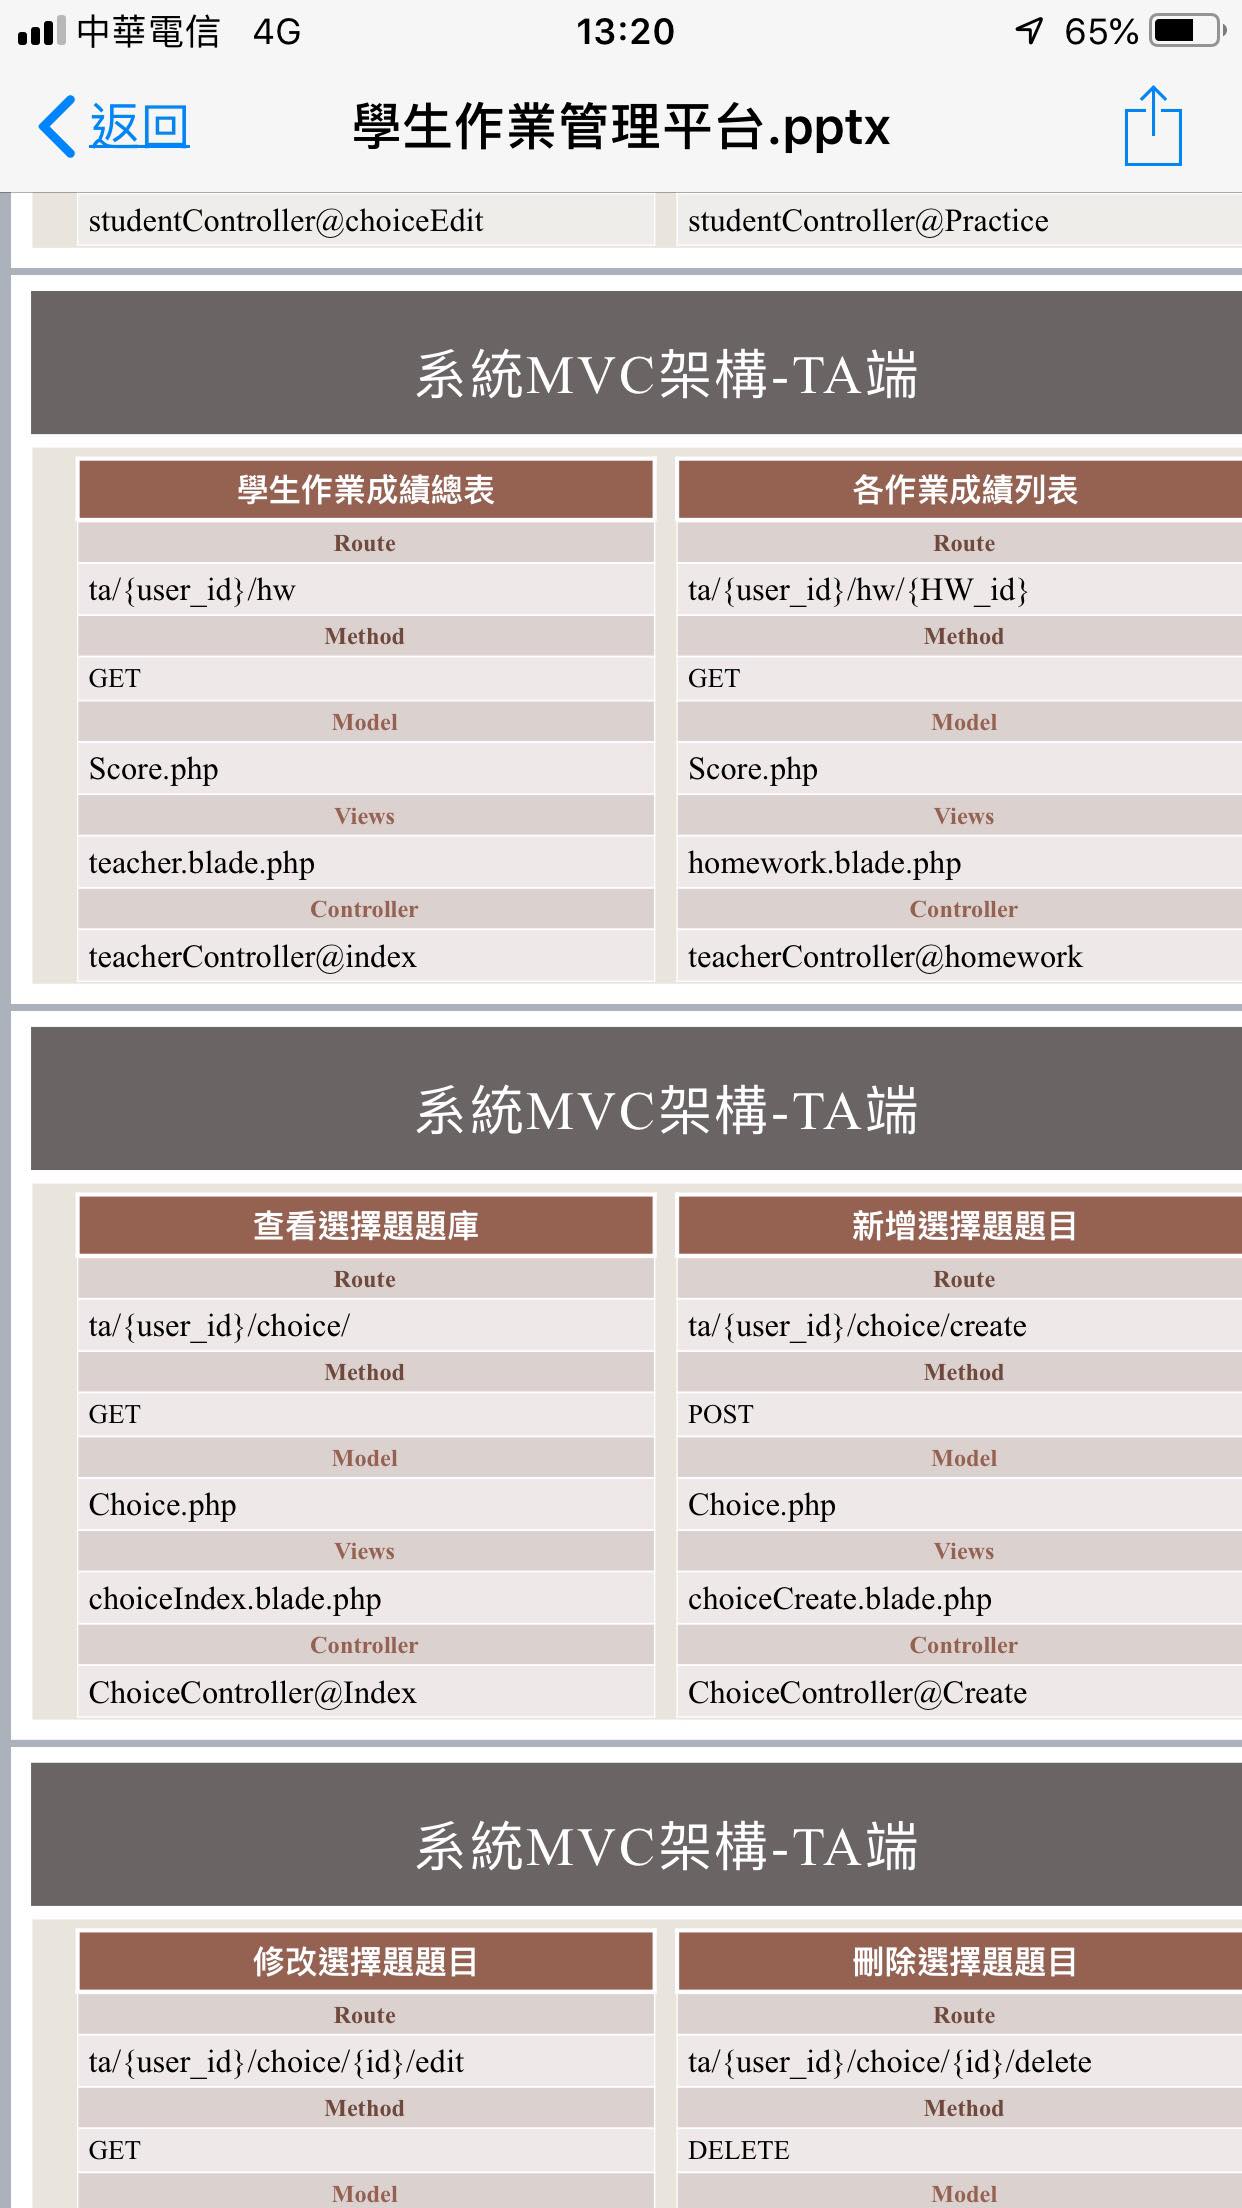 中華電信 4G 13:20 65%
返回 學生作業管理平台.pptx
studentController@choiceEdit studentController@Practice
系統MVC架構-TA端
學生作業成績總表 各作業成績列表
Route Route
ta/{user_id}/hw ta/{user_id}/hw/{HW_id}
Method Method
GET GET
Model Model
Score.php Score.php
Views Views
teacher.blade.php homework.blade.php
Controller Controller
teacherController@index teacherController@homework
系統MVC架構-TA端
查看選擇題題庫 新增選擇題題目
Route Route
ta/{user_id}/choice/ ta/{user_id}/choice/create
Method Method
GET POST
Model Model
Choice.php Choice.php
Views Views
choiceIndex.blade.php choiceCreate.blade.php
Controller Controller
ChoiceController@Index ChoiceController@Create
系統MVC架構-TA端
修改選擇題題目 刪除選擇題題目
Route Route
ta/{user_id}/choice/{id}/edit ta/{user_id}/choice/{id}/delete
Method Method
GET DELETE
Model Model